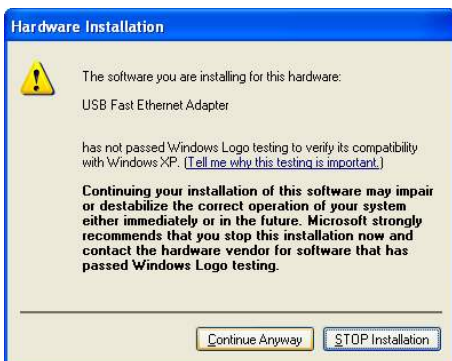 Hardware Installation
The software you are installing for this hardware:
USB Fast Ethernet Adapter
has not passed Windows Logo testing to verify its compatibility
with Windows XP. (Tell me why this testing is important.)
Continuing your installation of this software may impair
or destabilize the correct operation of your system
either immediately or in the future. Microsoft strongly
recommends that you stop this installation now and
contact the hardware vendor for software that has
passed Windows Logo testing.
Continue Anyway STOP Installation